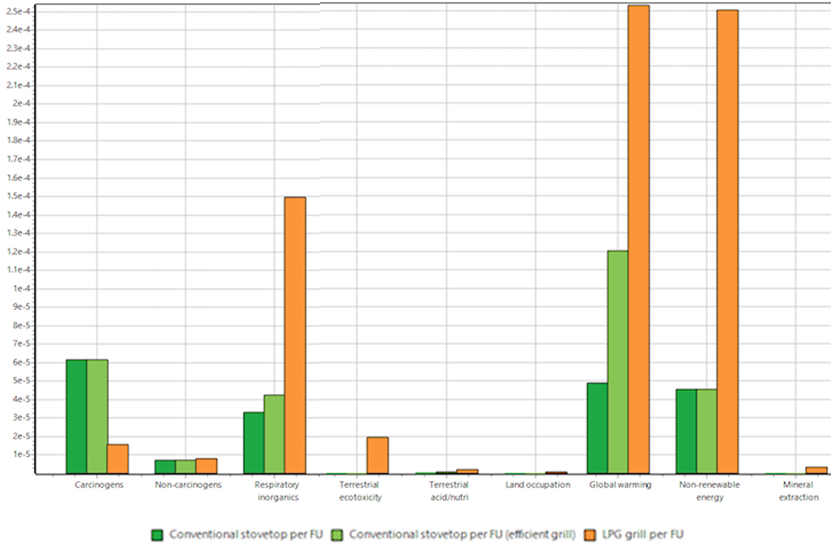 2.5e-4
2.4e-4
2.3e-4
2.2e-4
2.1e-4
2e-4
1.9e-4
1.8e-4
1.7e-4
1.6e-4
1.5e-4
1.4e-4
1.3e-4
1.2e-4
1.1e-4
1e-4
9e-5
8e-5
7e-5
6e-5
5e-5
4e-5
3e-5
2e-5
1e-5
Carcinogens Non-carcinogens Respiratory Terrestrial Terrestrial Land occupation Global warming Non-renewable Mineral
inorganics ecotoxicity acid/nutri energy extraction
Conventional stovetop per FU Conventional stovetop per FU (efficient grill) LPG grill per FU